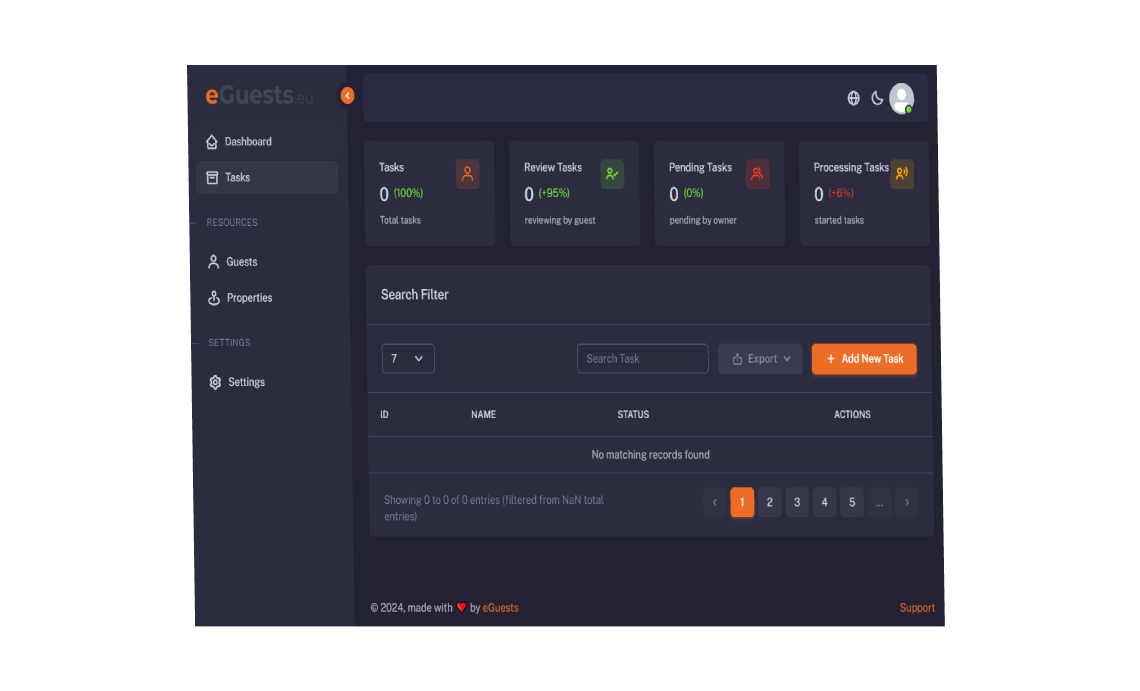 eGuests.eu
Dashboard
Tasks
RESOURCES
Guests
Properties
SETTINGS
Settings
Tasks
0 (100%)
Total tasks
Review Tasks
0 (+95%)
reviewing by guest
Pending Tasks
0 (0%)
pending by owner
Processing Tasks
0 (+6%)
started tasks
Search Filter
7
Search Task
Export
+ Add New Task
ID NAME STATUS ACTIONS
No matching records found
Showing 0 to 0 of 0 entries (filtered from NaN total
entries)
‹ 1 2 3 4 5 ... ›
© 2024, made with ❤ by eGuests
Support